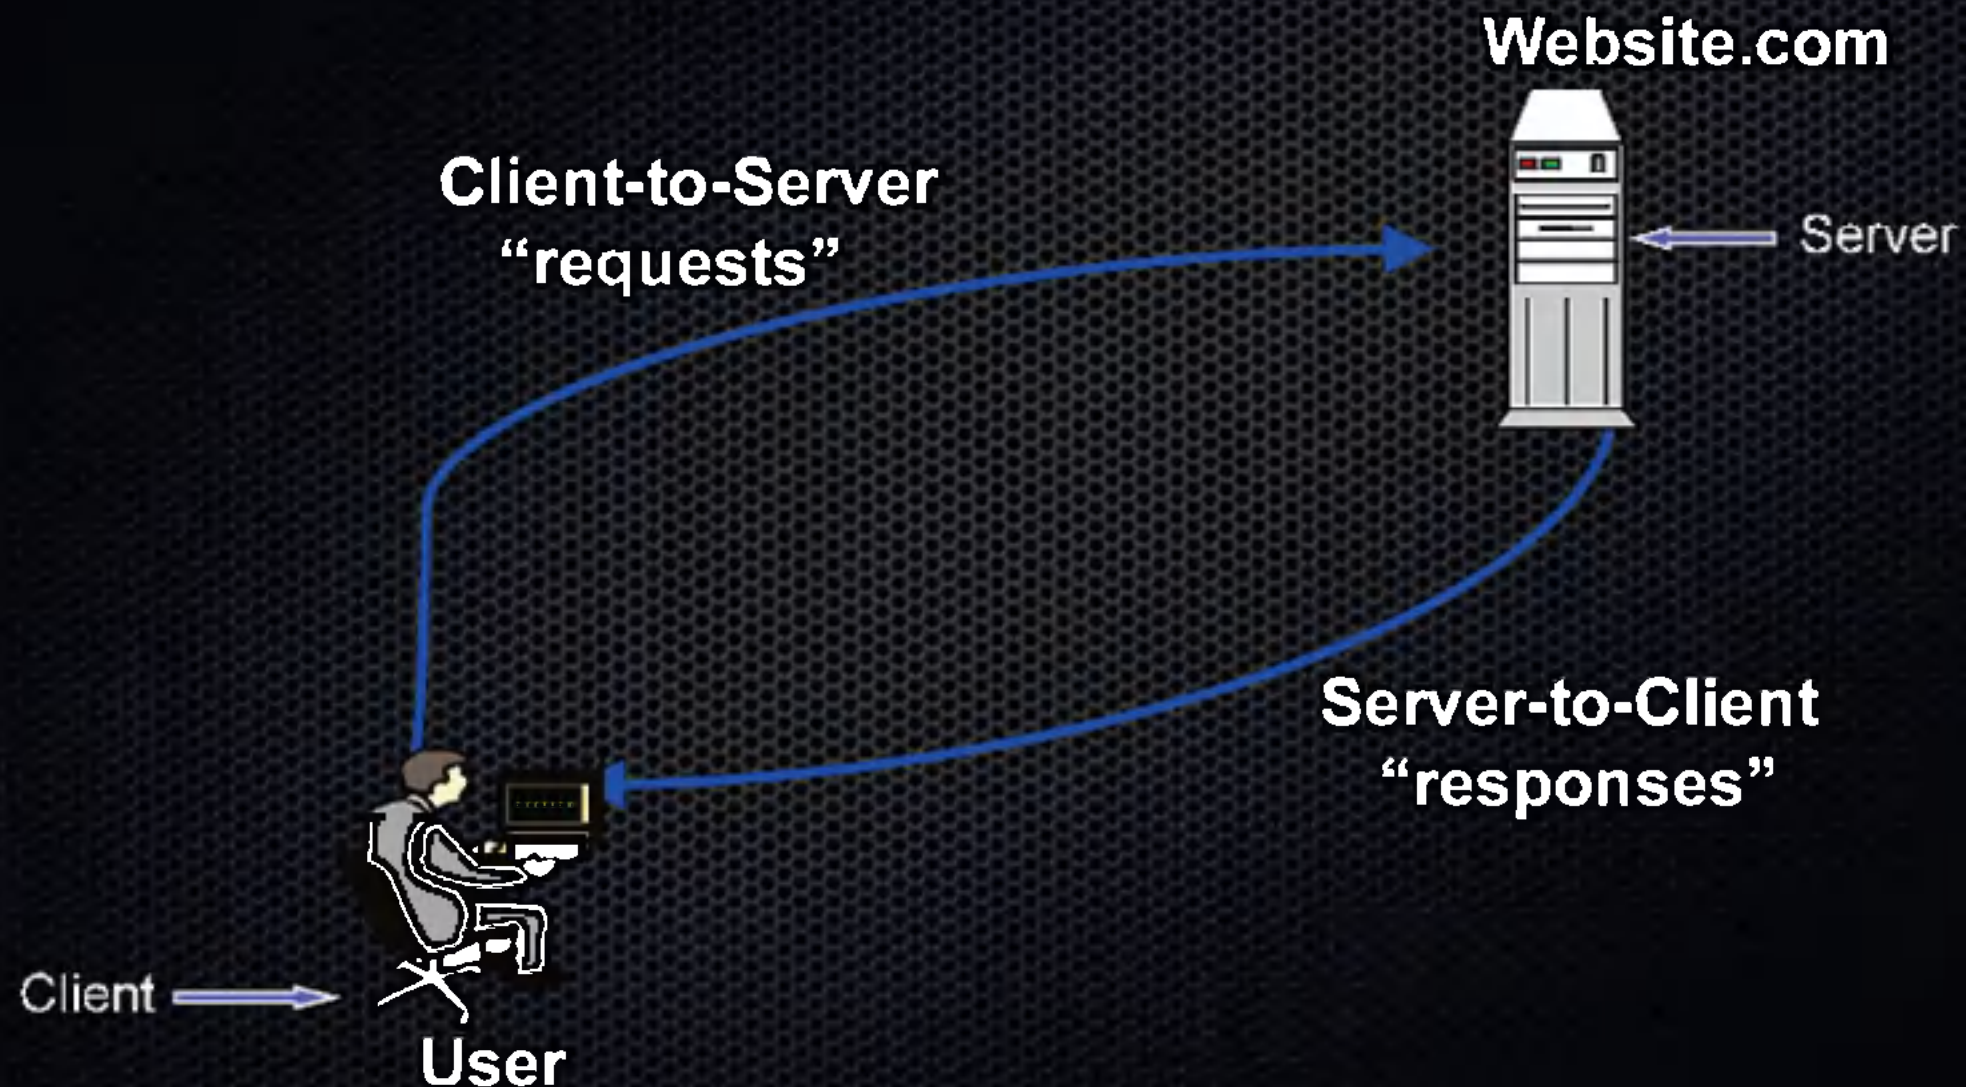 Website.com
Client-to-Server
“requests”
Server
Server-to-Client
“responses”
Client
User